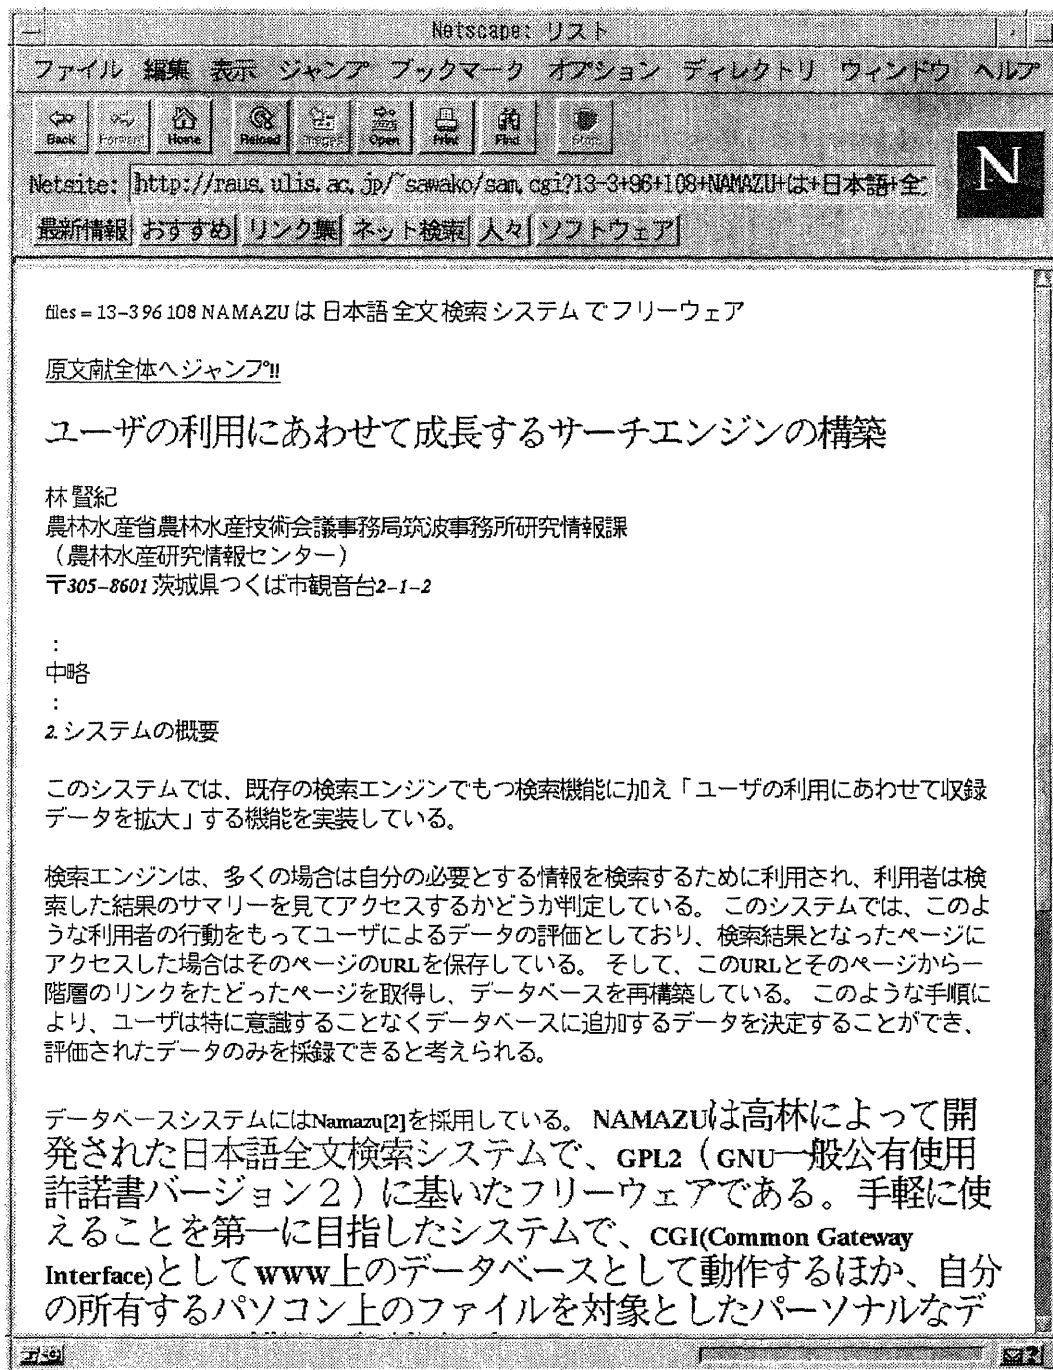 Netscape: リスト
ファイル 編集 表示 ジャンプ ブックマーク オプション ディレクトリ ウィンドウ ヘルプ
Back Forward Home Reload Images Open Print Find Stop
N
Netsite: http://raus.ulis.ac.jp/~sawako/sam.cgi?13-3+96+108+NAMAZU+は+日本語+全
最新情報 おすすめ リンク集 ネット検索 人々 ソフトウェア
files = 13-3 96 108 NAMAZU は 日本語 全文 検索 システム で フリーウェア
原文献全体へジャンプ!!
ユーザの利用にあわせて成長するサーチエンジンの構築
林 賢紀
農林水産省農林水産技術会議事務局筑波事務所研究情報課
（農林水産研究情報センター）
〒305-8601 茨城県つくば市観音台2-1-2
:
中略
:
2. システムの概要
このシステムでは、既存の検索エンジンでもつ検索機能に加え「ユーザの利用にあわせて収録
データを拡大」する機能を実装している。
検索エンジンは、多くの場合は自分の必要とする情報を検索するために利用され、利用者は検
索した結果のサマリーを見てアクセスするかどうか判定している。 このシステムでは、このよ
うな利用者の行動をもってユーザによるデータの評価としており、検索結果となったページに
アクセスした場合はそのページのURLを保存している。 そして、このURLとそのページから一
階層のリンクをたどったページを取得し、データベースを再構築している。 このような手順に
より、ユーザは特に意識することなくデータベースに追加するデータを決定することができ、
評価されたデータのみを採録できると考えられる。
データベースシステムにはNamazu[2]を採用している。 NAMAZUは高林によって開
発された日本語全文検索システムで、GPL2（GNU一般公有使用
許諾書バージョン２）に基いたフリーウェアである。手軽に使
えることを第一に目指したシステムで、CGI(Common Gateway
Interface)としてWWW上のデータベースとして動作するほか、自分
の所有するパソコン上のファイルを対象としたパーソナルなデ